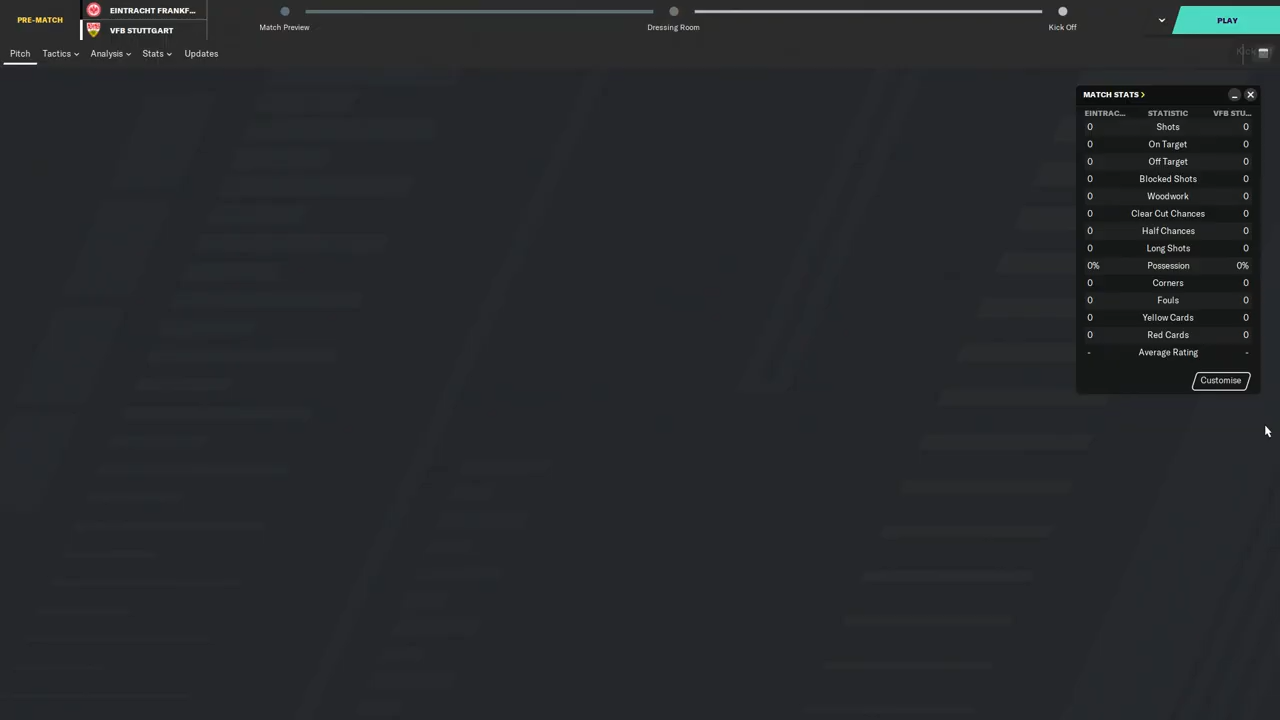 PRE-MATCH
EINTRACHT FRANKF...
VFB STUTTGART
Match Preview
Dressing Room
Kick Off
PLAY
Pitch
Tactics
Analysis
Stats
Updates
MATCH STATS
EINTRAC... STATISTIC VFB STU...
0 Shots 0
0 On Target 0
0 Off Target 0
0 Blocked Shots 0
0 Woodwork 0
0 Clear Cut Chances 0
0 Half Chances 0
0 Long Shots 0
0% Possession 0%
0 Corners 0
0 Fouls 0
0 Yellow Cards 0
0 Red Cards 0
- Average Rating -
Customise